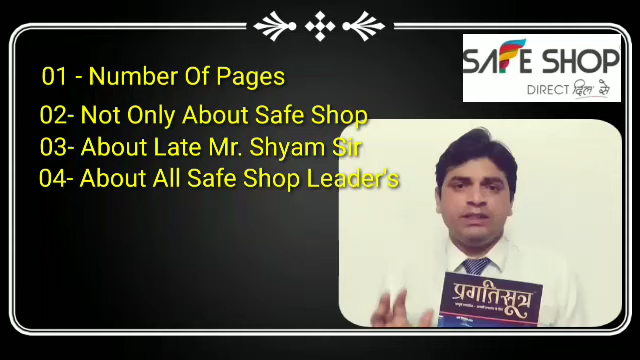 01 - Number Of Pages
02- Not Only About Safe Shop
03- About Late Mr. Shyam Sir
04- About All Safe Shop Leader's
SAFE SHOP
DIRECT दिल से
प्रगतिसूत्र